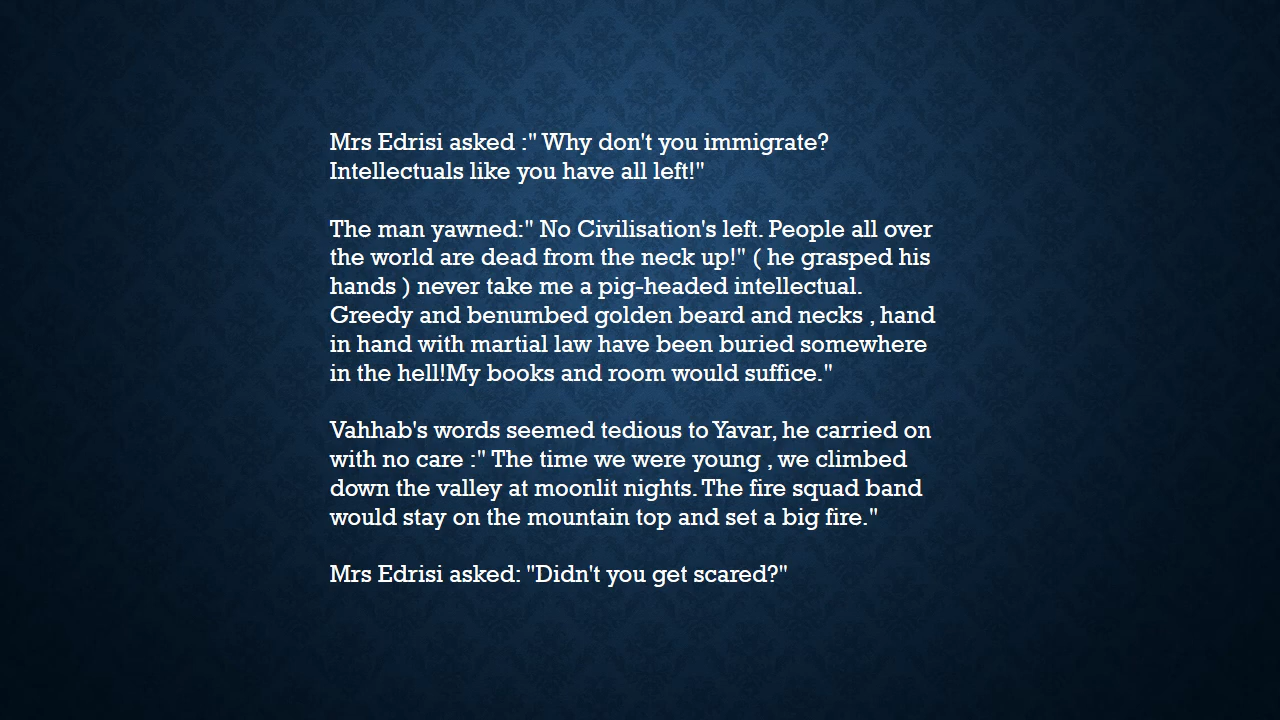 Mrs Edrisi asked :" Why don't you immigrate?
Intellectuals like you have all left!"
The man yawned:" No Civilisation's left. People all over
the world are dead from the neck up!" ( he grasped his
hands ) never take me a pig-headed intellectual.
Greedy and benumbed golden beard and necks , hand
in hand with martial law have been buried somewhere
in the hell!My books and room would suffice."
Vahhab's words seemed tedious to Yavar, he carried on
with no care :" The time we were young , we climbed
down the valley at moonlit nights. The fire squad band
would stay on the mountain top and set a big fire."
Mrs Edrisi asked: "Didn't you get scared?"